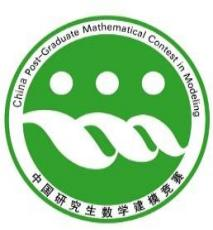 China Post-Graduate Mathematical Contest in Modeling
中国研究生数学建模竞赛